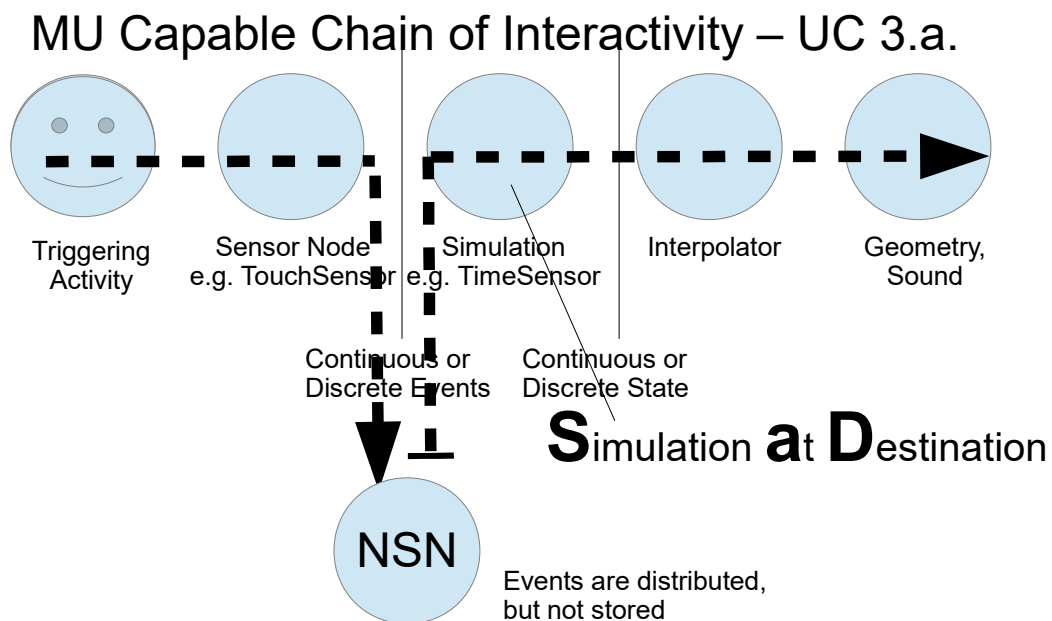 MU Capable Chain of Interactivity – UC 3.a.
Triggering
Activity
Sensor Node
e.g. TouchSensor
Simulation
e.g. TimeSensor
Interpolator
Geometry,
Sound
Continuous or
Discrete Events
Continuous or
Discrete State
Simulation at Destination
NSN
Events are distributed,
but not stored